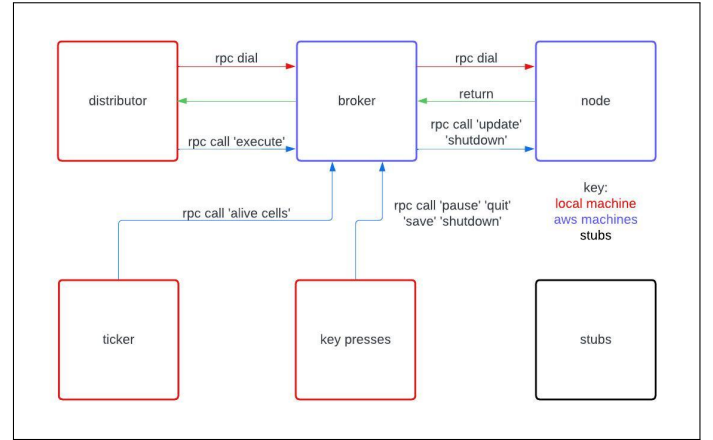 rpc dial
rpc dial
distributor
broker
node
return
rpc call 'execute'
rpc call 'update'
'shutdown'
rpc call 'alive cells'
rpc call 'pause' 'quit'
'save' 'shutdown'
key:
local machine
aws machines
stubs
ticker
key presses
stubs